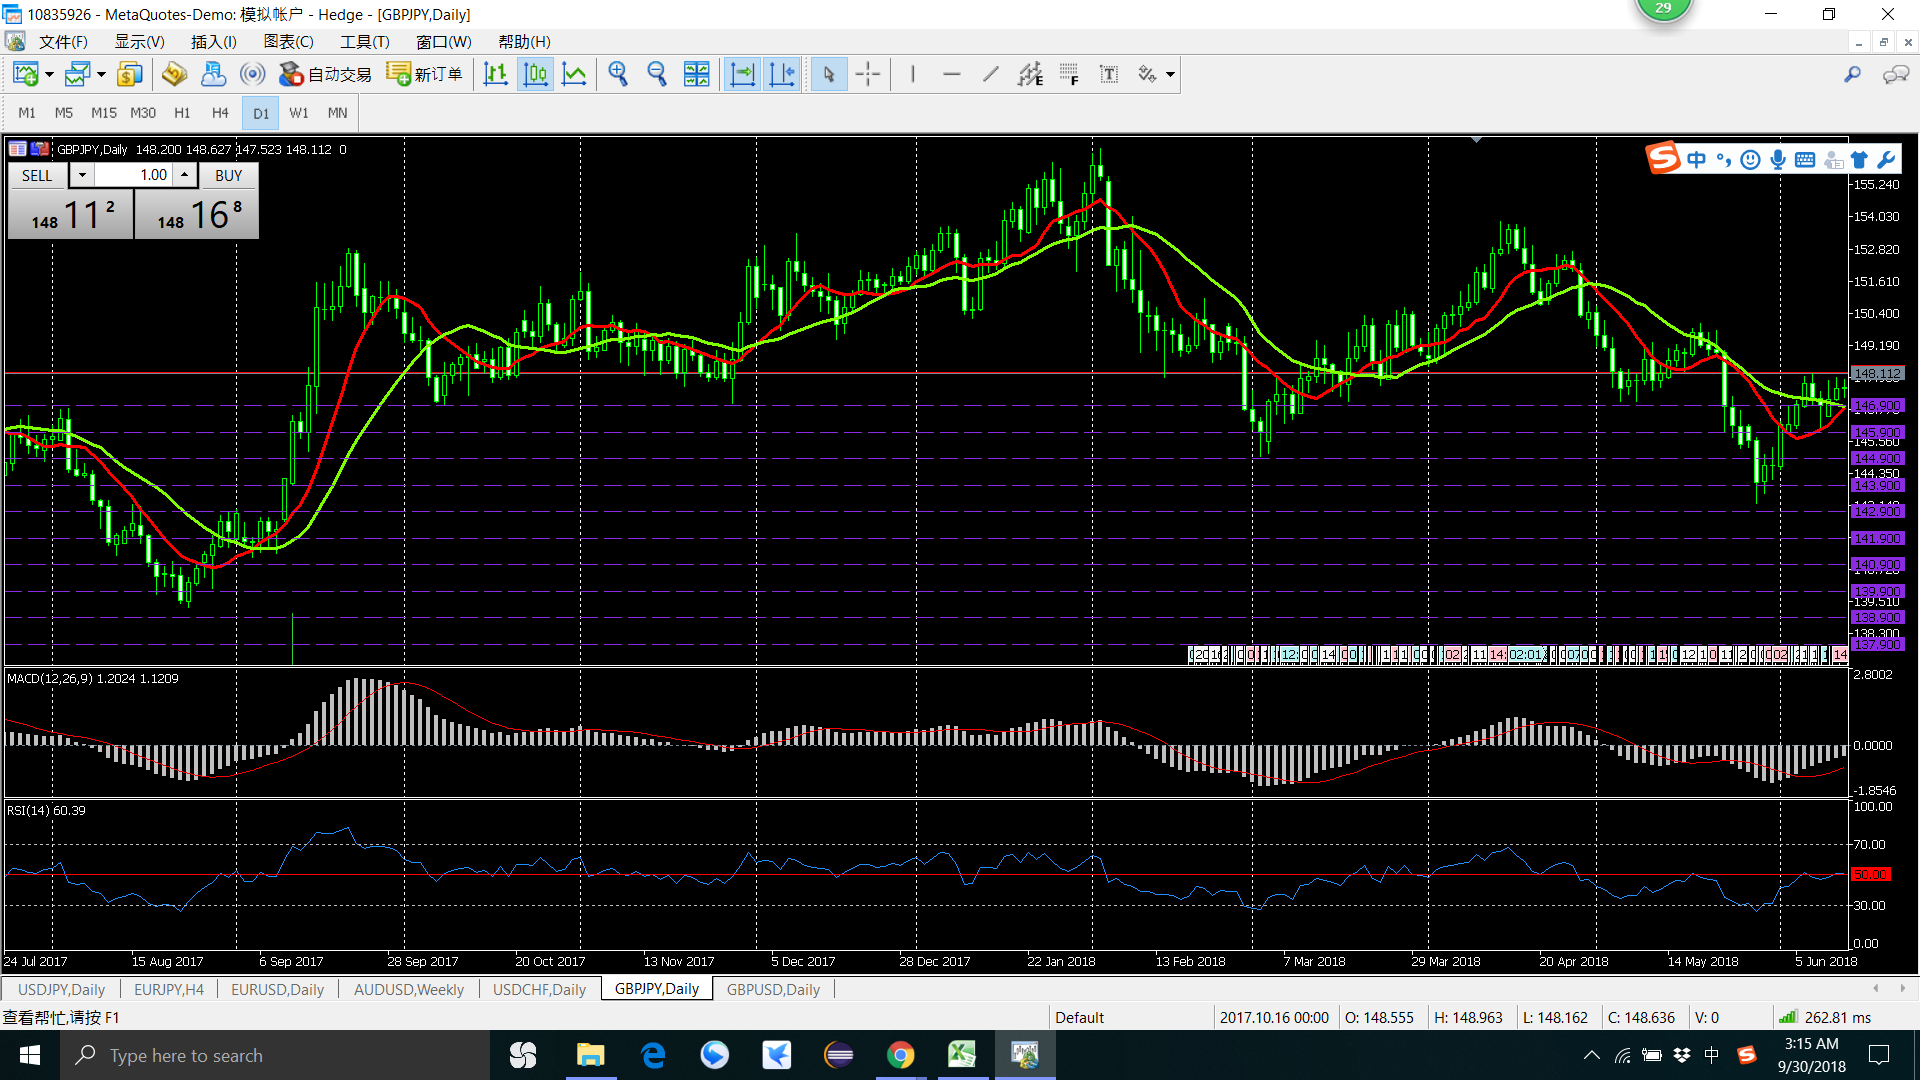 10835926 - MetaQuotes-Demo: 模拟帐户 - Hedge - [GBPJPY,Daily]
29
文件(F) 显示(V) 插入(I) 图表(C) 工具(T) 窗口(W) 帮助(H)
自动交易 新订单
M1 M5 M15 M30 H1 H4 D1 W1 MN
GBPJPY,Daily 148.200 148.627 147.523 148.112 0
SELL 1.00 BUY
148 11 2 148 16 8
中
155.240
154.030
152.820
151.610
150.400
149.190
148.112
146.900
145.900
145.560
144.900
144.350
143.900
142.900
141.900
140.900
139.900
139.510
138.900
138.300
137.900
MACD(12,26,9) 1.2024 1.1209
2.8002
0.0000
-1.8546
RSI(14) 60.39
100.00
70.00
50.00
30.00
0.00
24 Jul 2017 15 Aug 2017 6 Sep 2017 28 Sep 2017 20 Oct 2017 13 Nov 2017 5 Dec 2017 28 Dec 2017 22 Jan 2018 13 Feb 2018 7 Mar 2018 29 Mar 2018 20 Apr 2018 14 May 2018 5 Jun 2018
USDJPY,Daily EURJPY,H4 EURUSD,Daily AUDUSD,Weekly USDCHF,Daily GBPJPY,Daily GBPUSD,Daily
查看帮忙,请按 F1 Default 2017.10.16 00:00 O: 148.555 H: 148.963 L: 148.162 C: 148.636 V: 0 262.81 ms
Type here to search 中 3:15 AM
9/30/2018